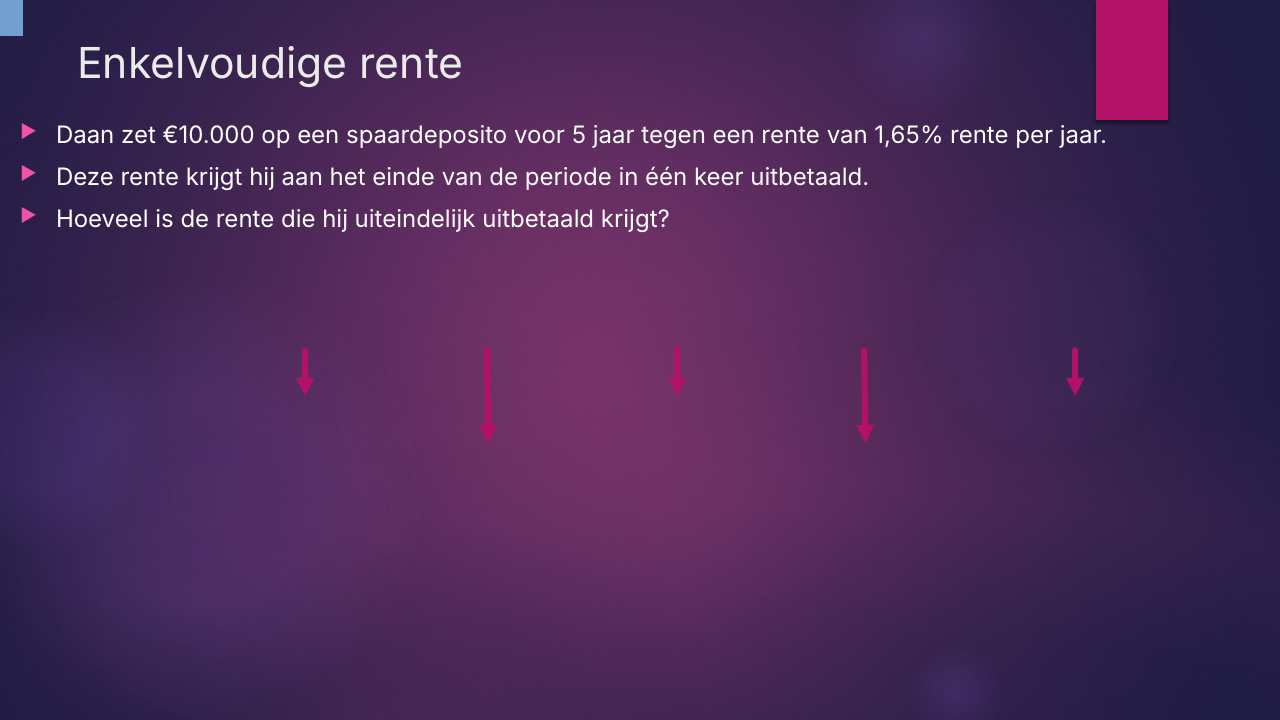 Enkelvoudige rente
Daan zet €10.000 op een spaardeposito voor 5 jaar tegen een rente van 1,65% rente per jaar.
Deze rente krijgt hij aan het einde van de periode in één keer uitbetaald.
Hoeveel is de rente die hij uiteindelijk uitbetaald krijgt?